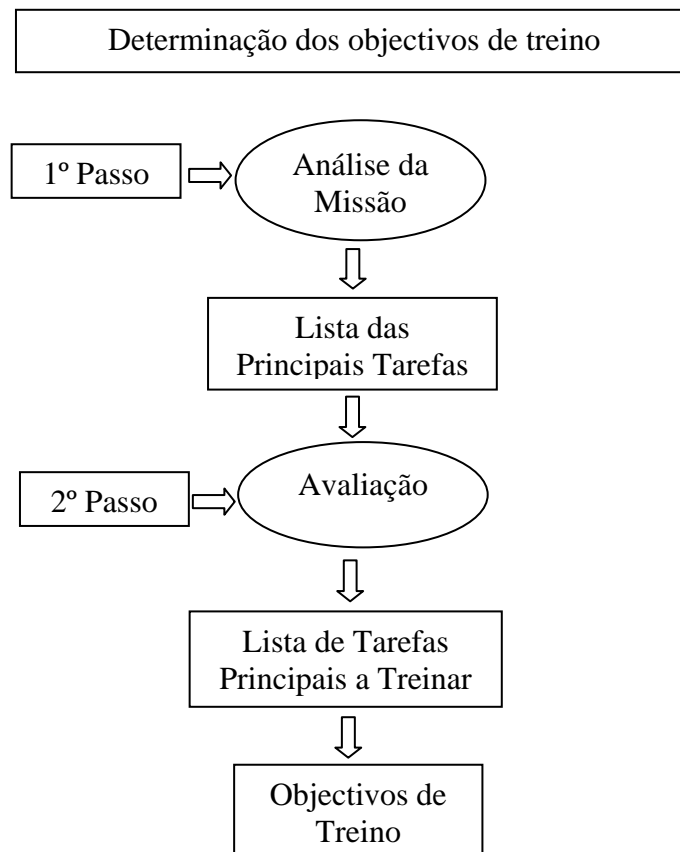 Determinação dos objectivos de treino
1º Passo
Análise da
Missão
Lista das
Principais Tarefas
2º Passo
Avaliação
Lista de Tarefas
Principais a Treinar
Objectivos de
Treino